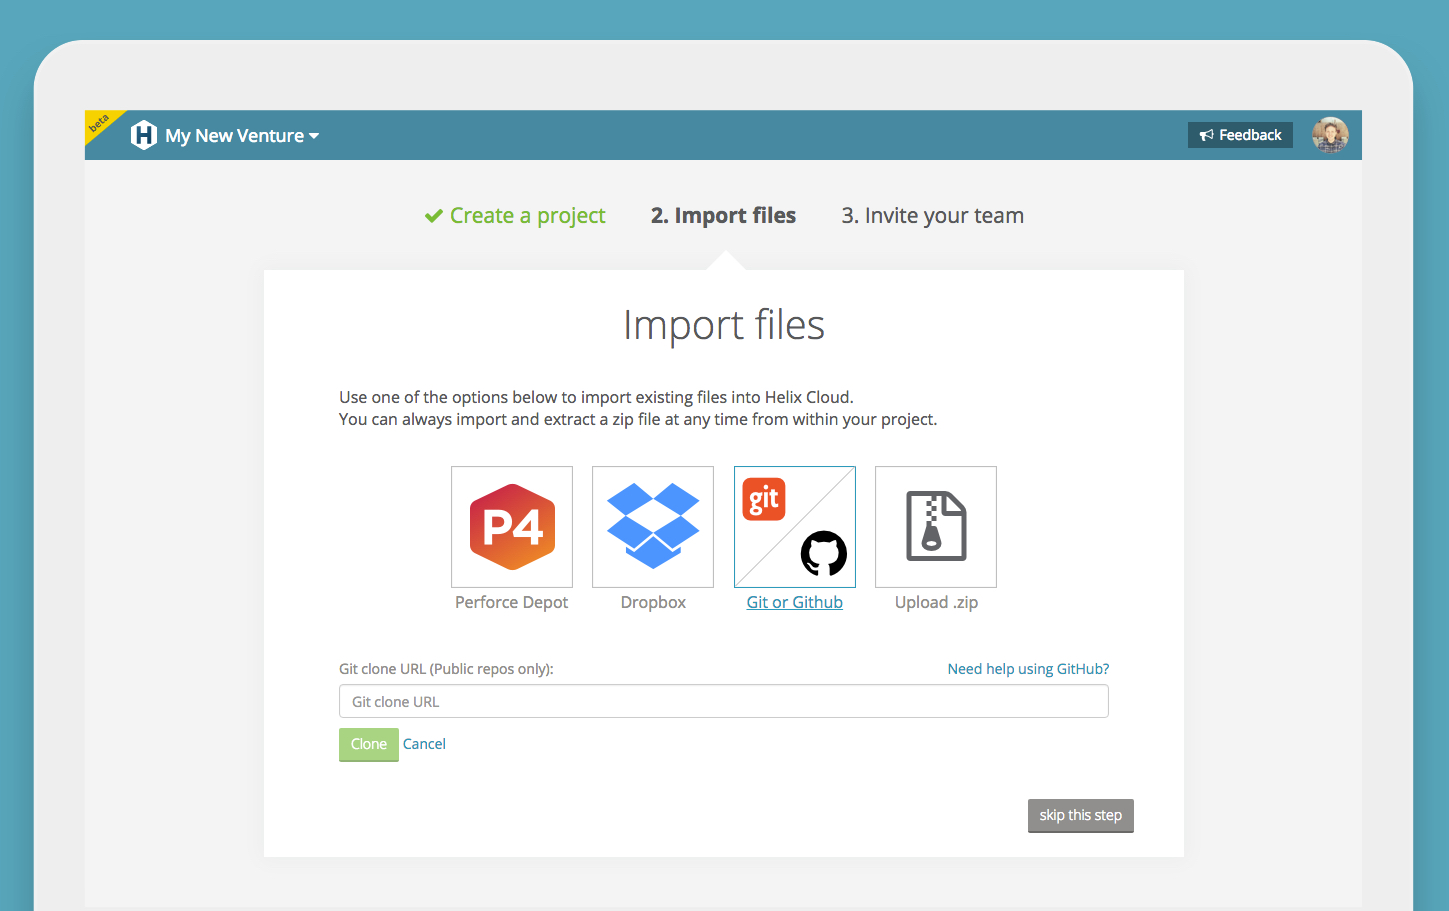 beta
H My New Venture
Feedback
Create a project
2. Import files
3. Invite your team
Import files
Use one of the options below to import existing files into Helix Cloud.
You can always import and extract a zip file at any time from within your project.
P4
git
Perforce Depot
Dropbox
Git or Github
Upload .zip
Git clone URL (Public repos only):
Need help using GitHub?
Git clone URL
Clone
Cancel
skip this step